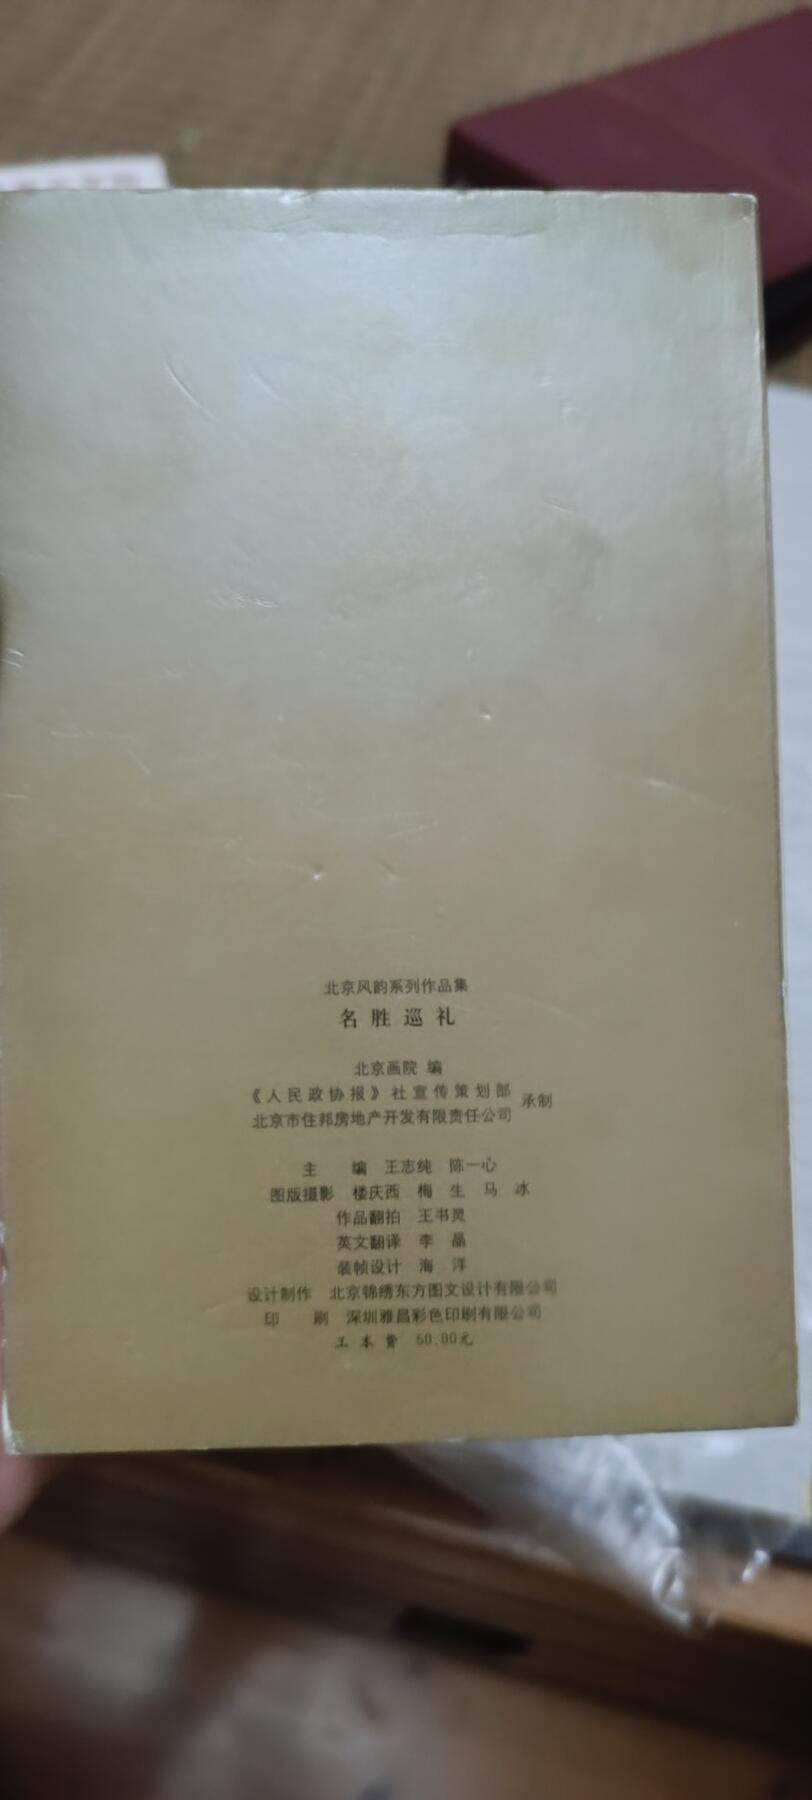 北京风韵系列作品集
名胜巡礼
北京画院 编
《人民政协报》社宣传策划部
北京市住邦房地产开发有限责任公司 承制
主 编 王志纯 陈一心
图版摄影 楼庆西 梅 生 马 冰
作品翻拍 王书灵
英文翻译 李 晶
装帧设计 海 洋
设计制作 北京锦绣东方图文设计有限公司
印 刷 深圳雅昌彩色印刷有限公司
工本费 50.00元